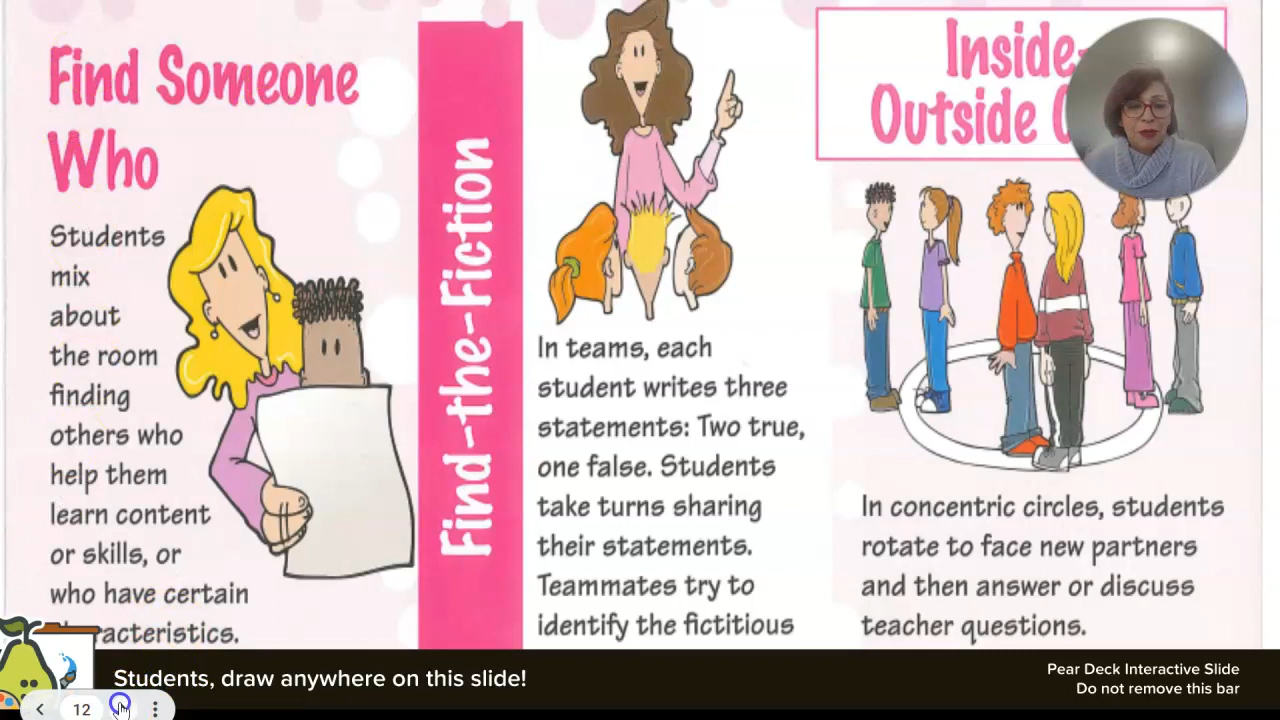 Find Someone
Who
Students
mix
about
the room
finding
others who
help them
learn content
or skills, or
who have certain
characteristics.
Find-the-Fiction
In teams, each
student writes three
statements: Two true,
one false. Students
take turns sharing
their statements.
Teammates try to
identify the fictitious
Inside-
Outside
In concentric circles, students
rotate to face new partners
and then answer or discuss
teacher questions.
Students, draw anywhere on this slide!
Pear Deck Interactive Slide
Do not remove this bar
12